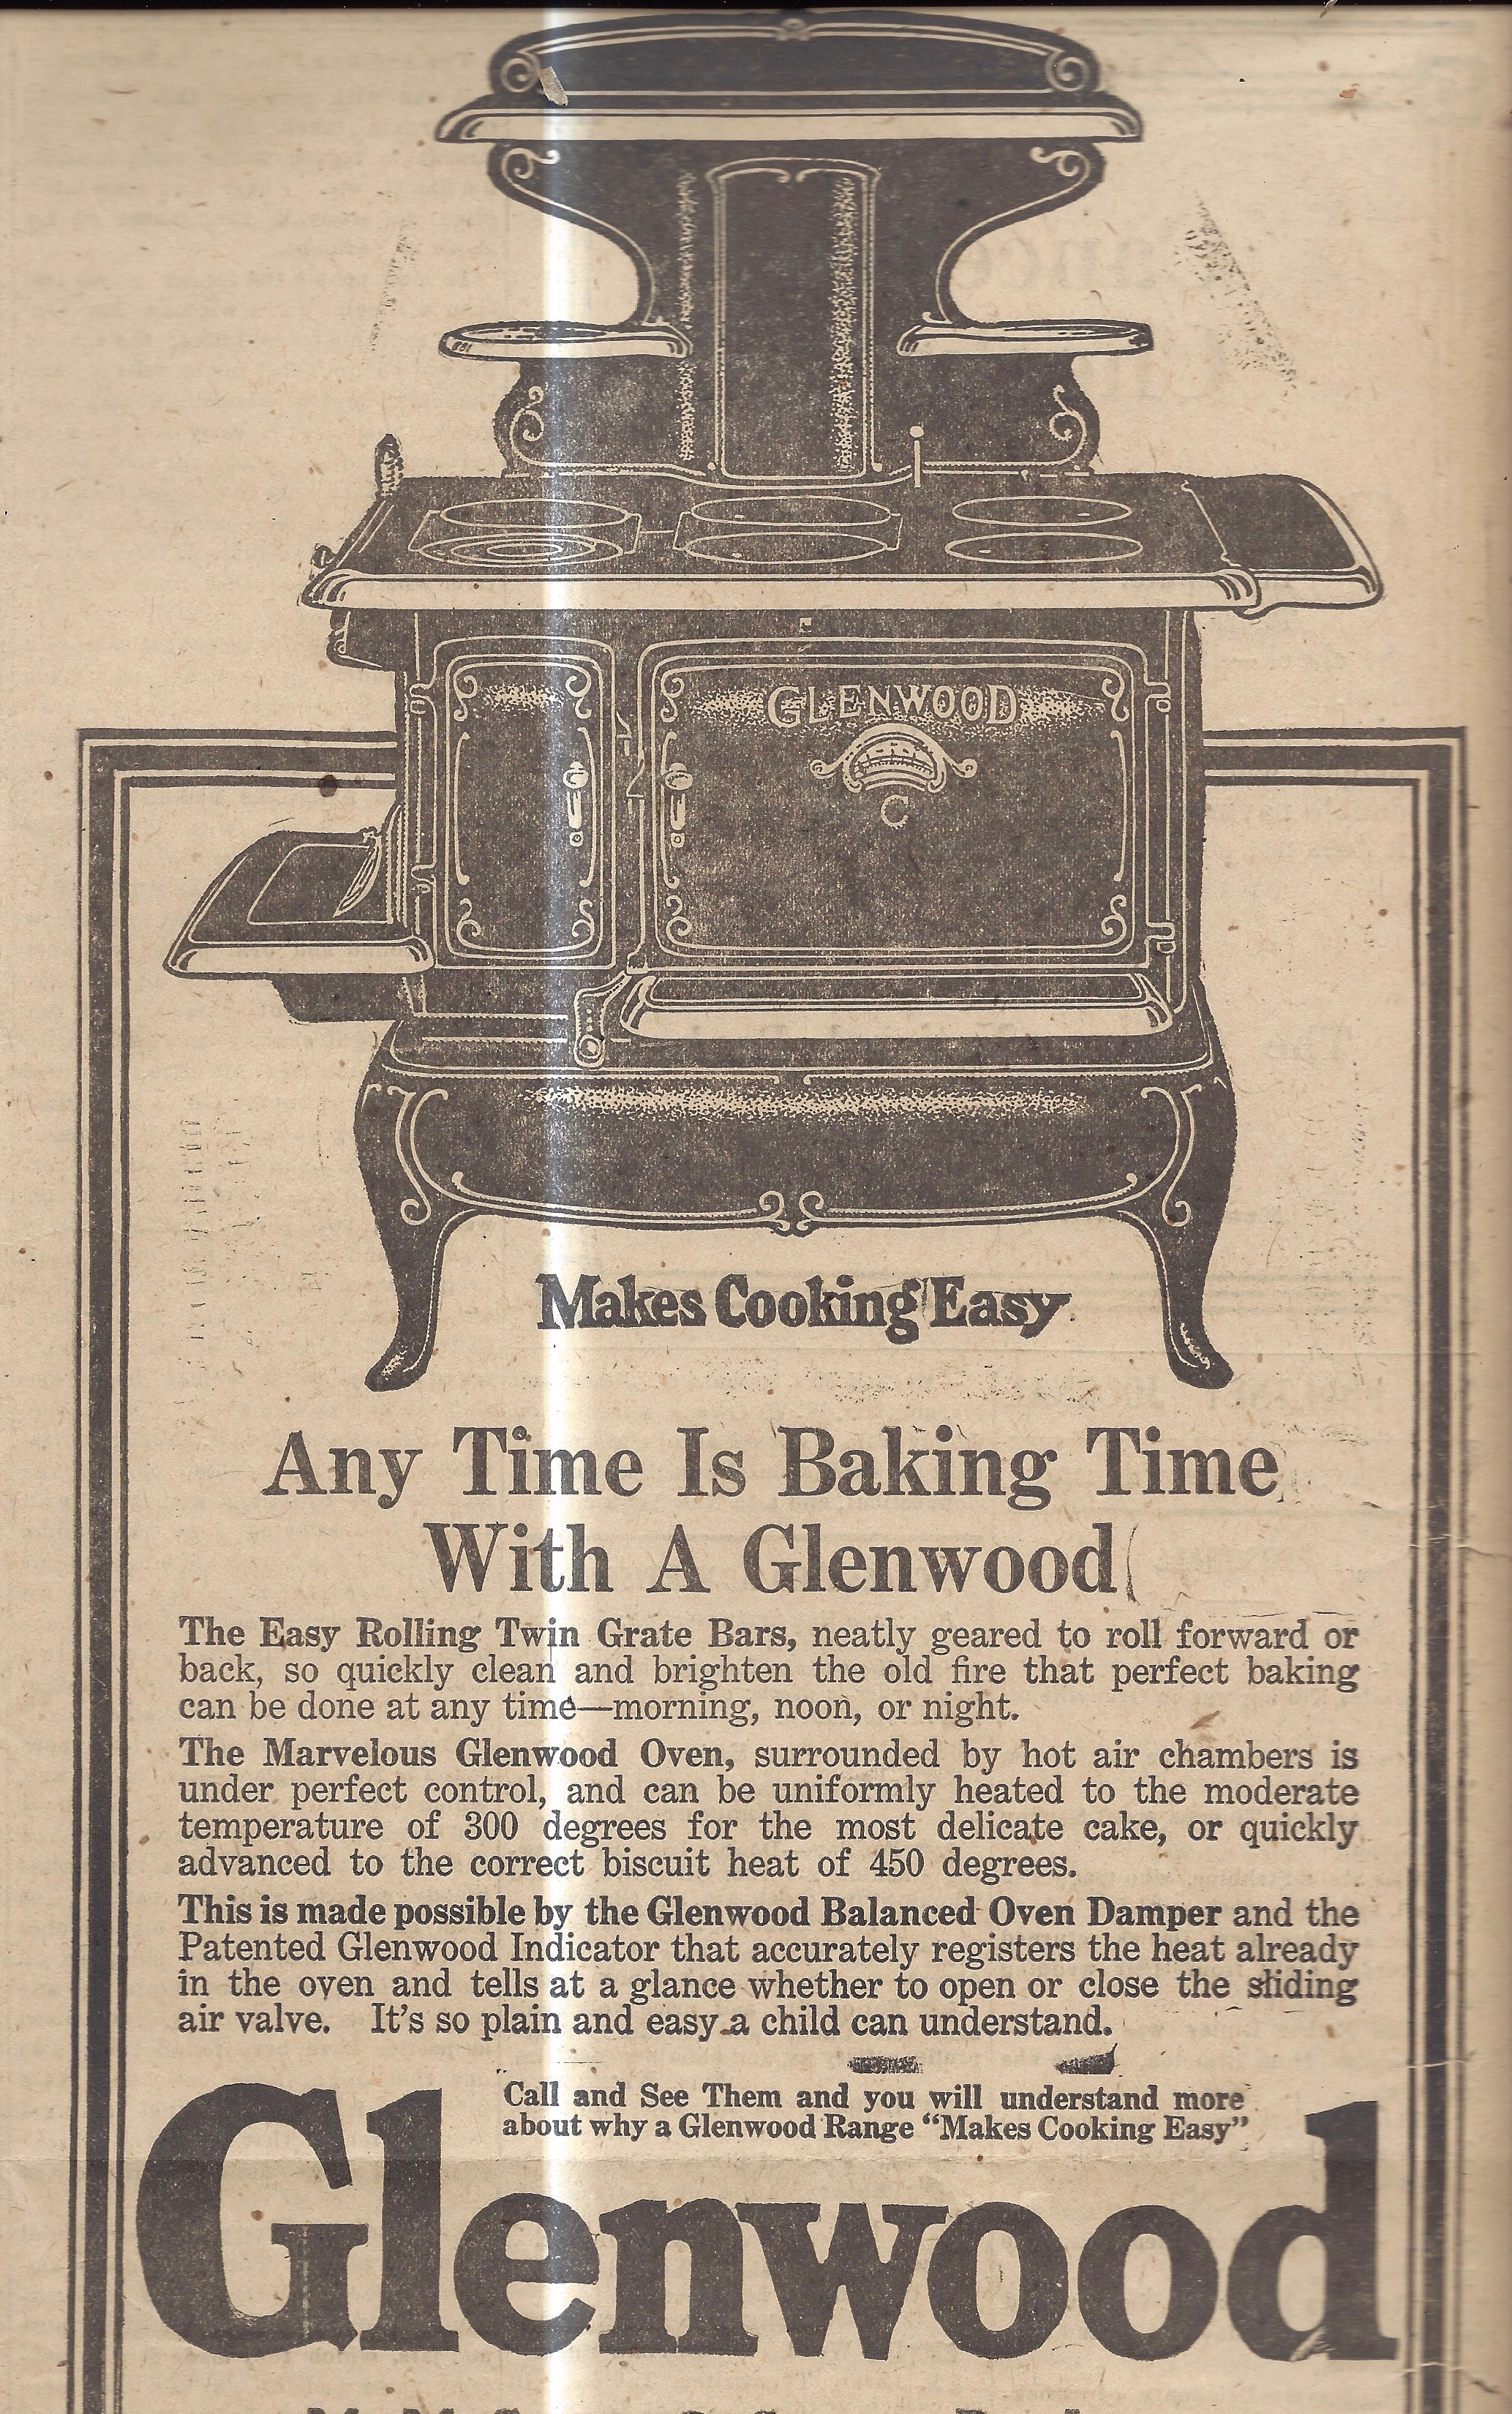 GLENWOOD
C
Makes Cooking Easy
Any Time Is Baking Time
With A Glenwood
The Easy Rolling Twin Grate Bars, neatly geared to roll forward or
back, so quickly clean and brighten the old fire that perfect baking
can be done at any time—morning, noon, or night.
The Marvelous Glenwood Oven, surrounded by hot air chambers is
under perfect control, and can be uniformly heated to the moderate
temperature of 300 degrees for the most delicate cake, or quickly
advanced to the correct biscuit heat of 450 degrees.
This is made possible by the Glenwood Balanced Oven Damper and the
Patented Glenwood Indicator that accurately registers the heat already
in the oven and tells at a glance whether to open or close the sliding
air valve. It's so plain and easy a child can understand.
Call and See Them and you will understand more
about why a Glenwood Range “Makes Cooking Easy”
Glenwood